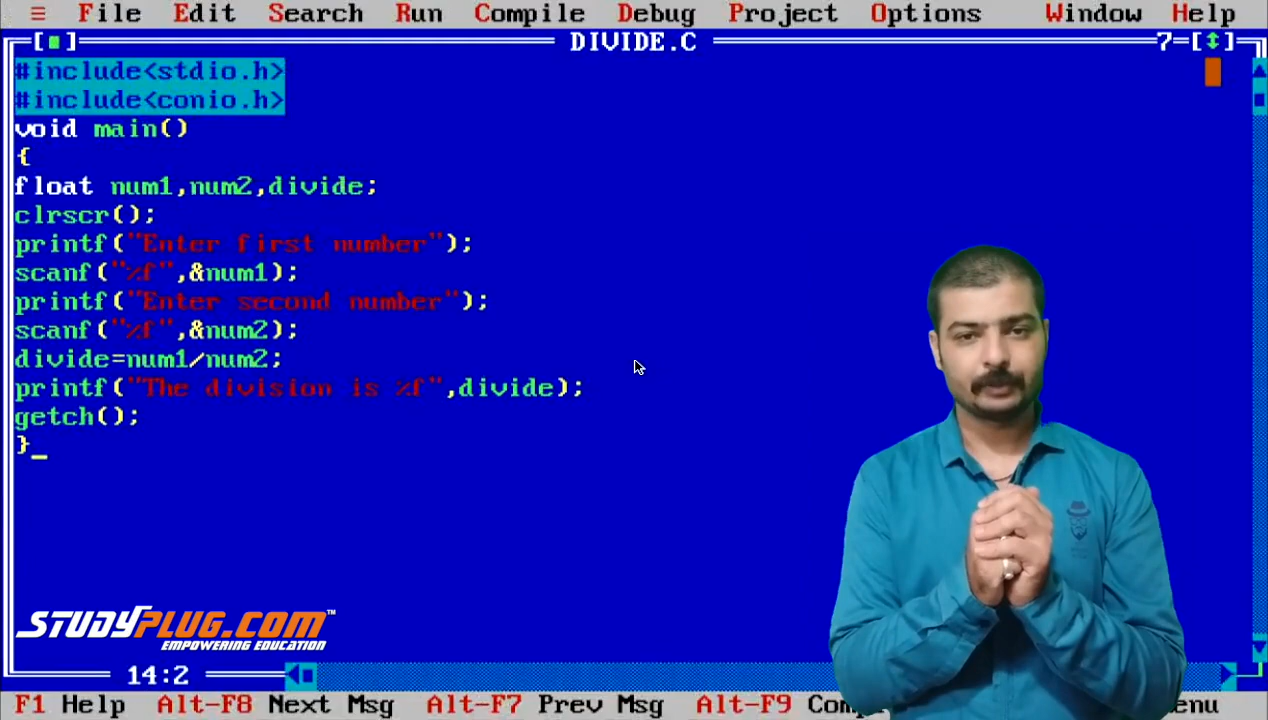 ≡ File Edit Search Run Compile Debug Project Options Window Help
[■] DIVIDE.C 7=[↕]
#include<stdio.h>
#include<conio.h>
void main()
{
float num1,num2,divide;
clrscr();
printf("Enter first number");
scanf("%f",&num1);
printf("Enter second number");
scanf("%f",&num2);
divide=num1/num2;
printf("The division is %f",divide);
getch();
}_
STUDYPLUG.COM™
EMPOWERING EDUCATION
14:2
F1 Help Alt-F8 Next Msg Alt-F7 Prev Msg Alt-F9